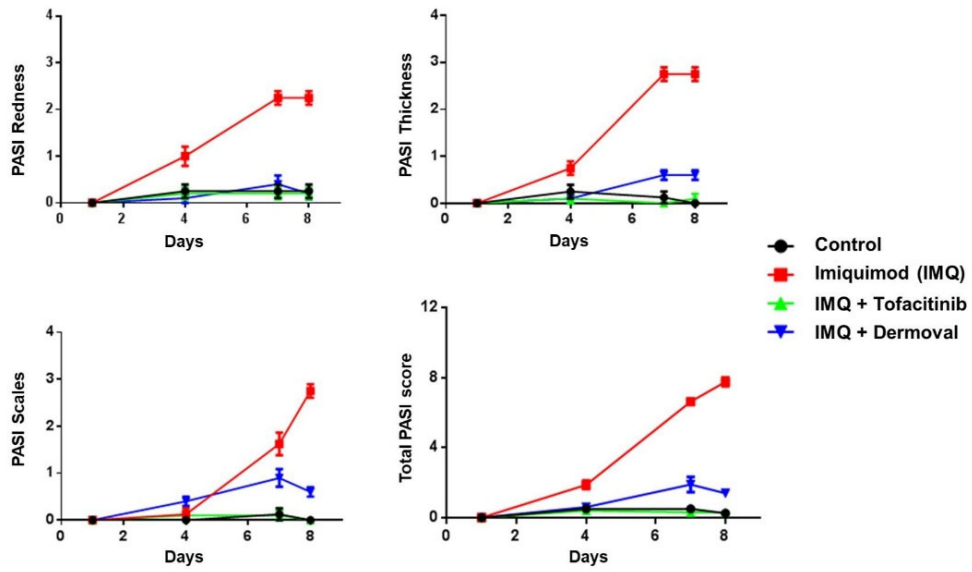 PASI Redness
4
3
2
1
0
0 2 4 6 8
Days
PASI Thickness
4
3
2
1
0
0 2 4 6 8
Days
Control
Imiquimod (IMQ)
IMQ + Tofacitinib
IMQ + Dermoval
PASI Scales
4
3
2
1
0
0 2 4 6 8
Days
Total PASI score
12
8
4
0
0 2 4 6 8
Days